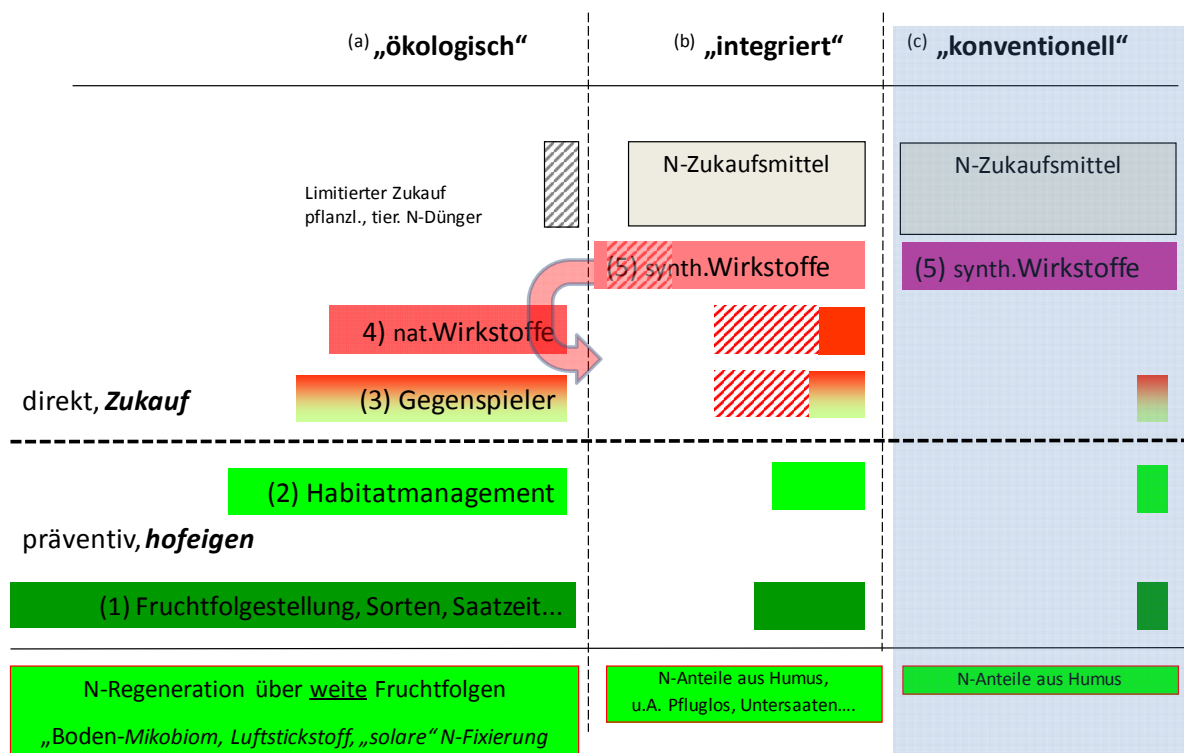 (a) „ökologisch“
(b) „integriert“
(c) „konventionell“
Limitierter Zukauf
pflanzl., tier. N-Dünger
N-Zukaufsmittel
N-Zukaufsmittel
(5) synth.Wirkstoffe
(5) synth.Wirkstoffe
4) nat.Wirkstoffe
direkt, Zukauf
(3) Gegenspieler
(2) Habitatmanagement
präventiv, hofeigen
(1) Fruchtfolgestellung, Sorten, Saatzeit...
N-Regeneration über weite Fruchtfolgen
„Boden-Mikobiom, Luftstickstoff, „solare“ N-Fixierung
N-Anteile aus Humus,
u.A. Pfluglos, Untersaaten....
N-Anteile aus Humus